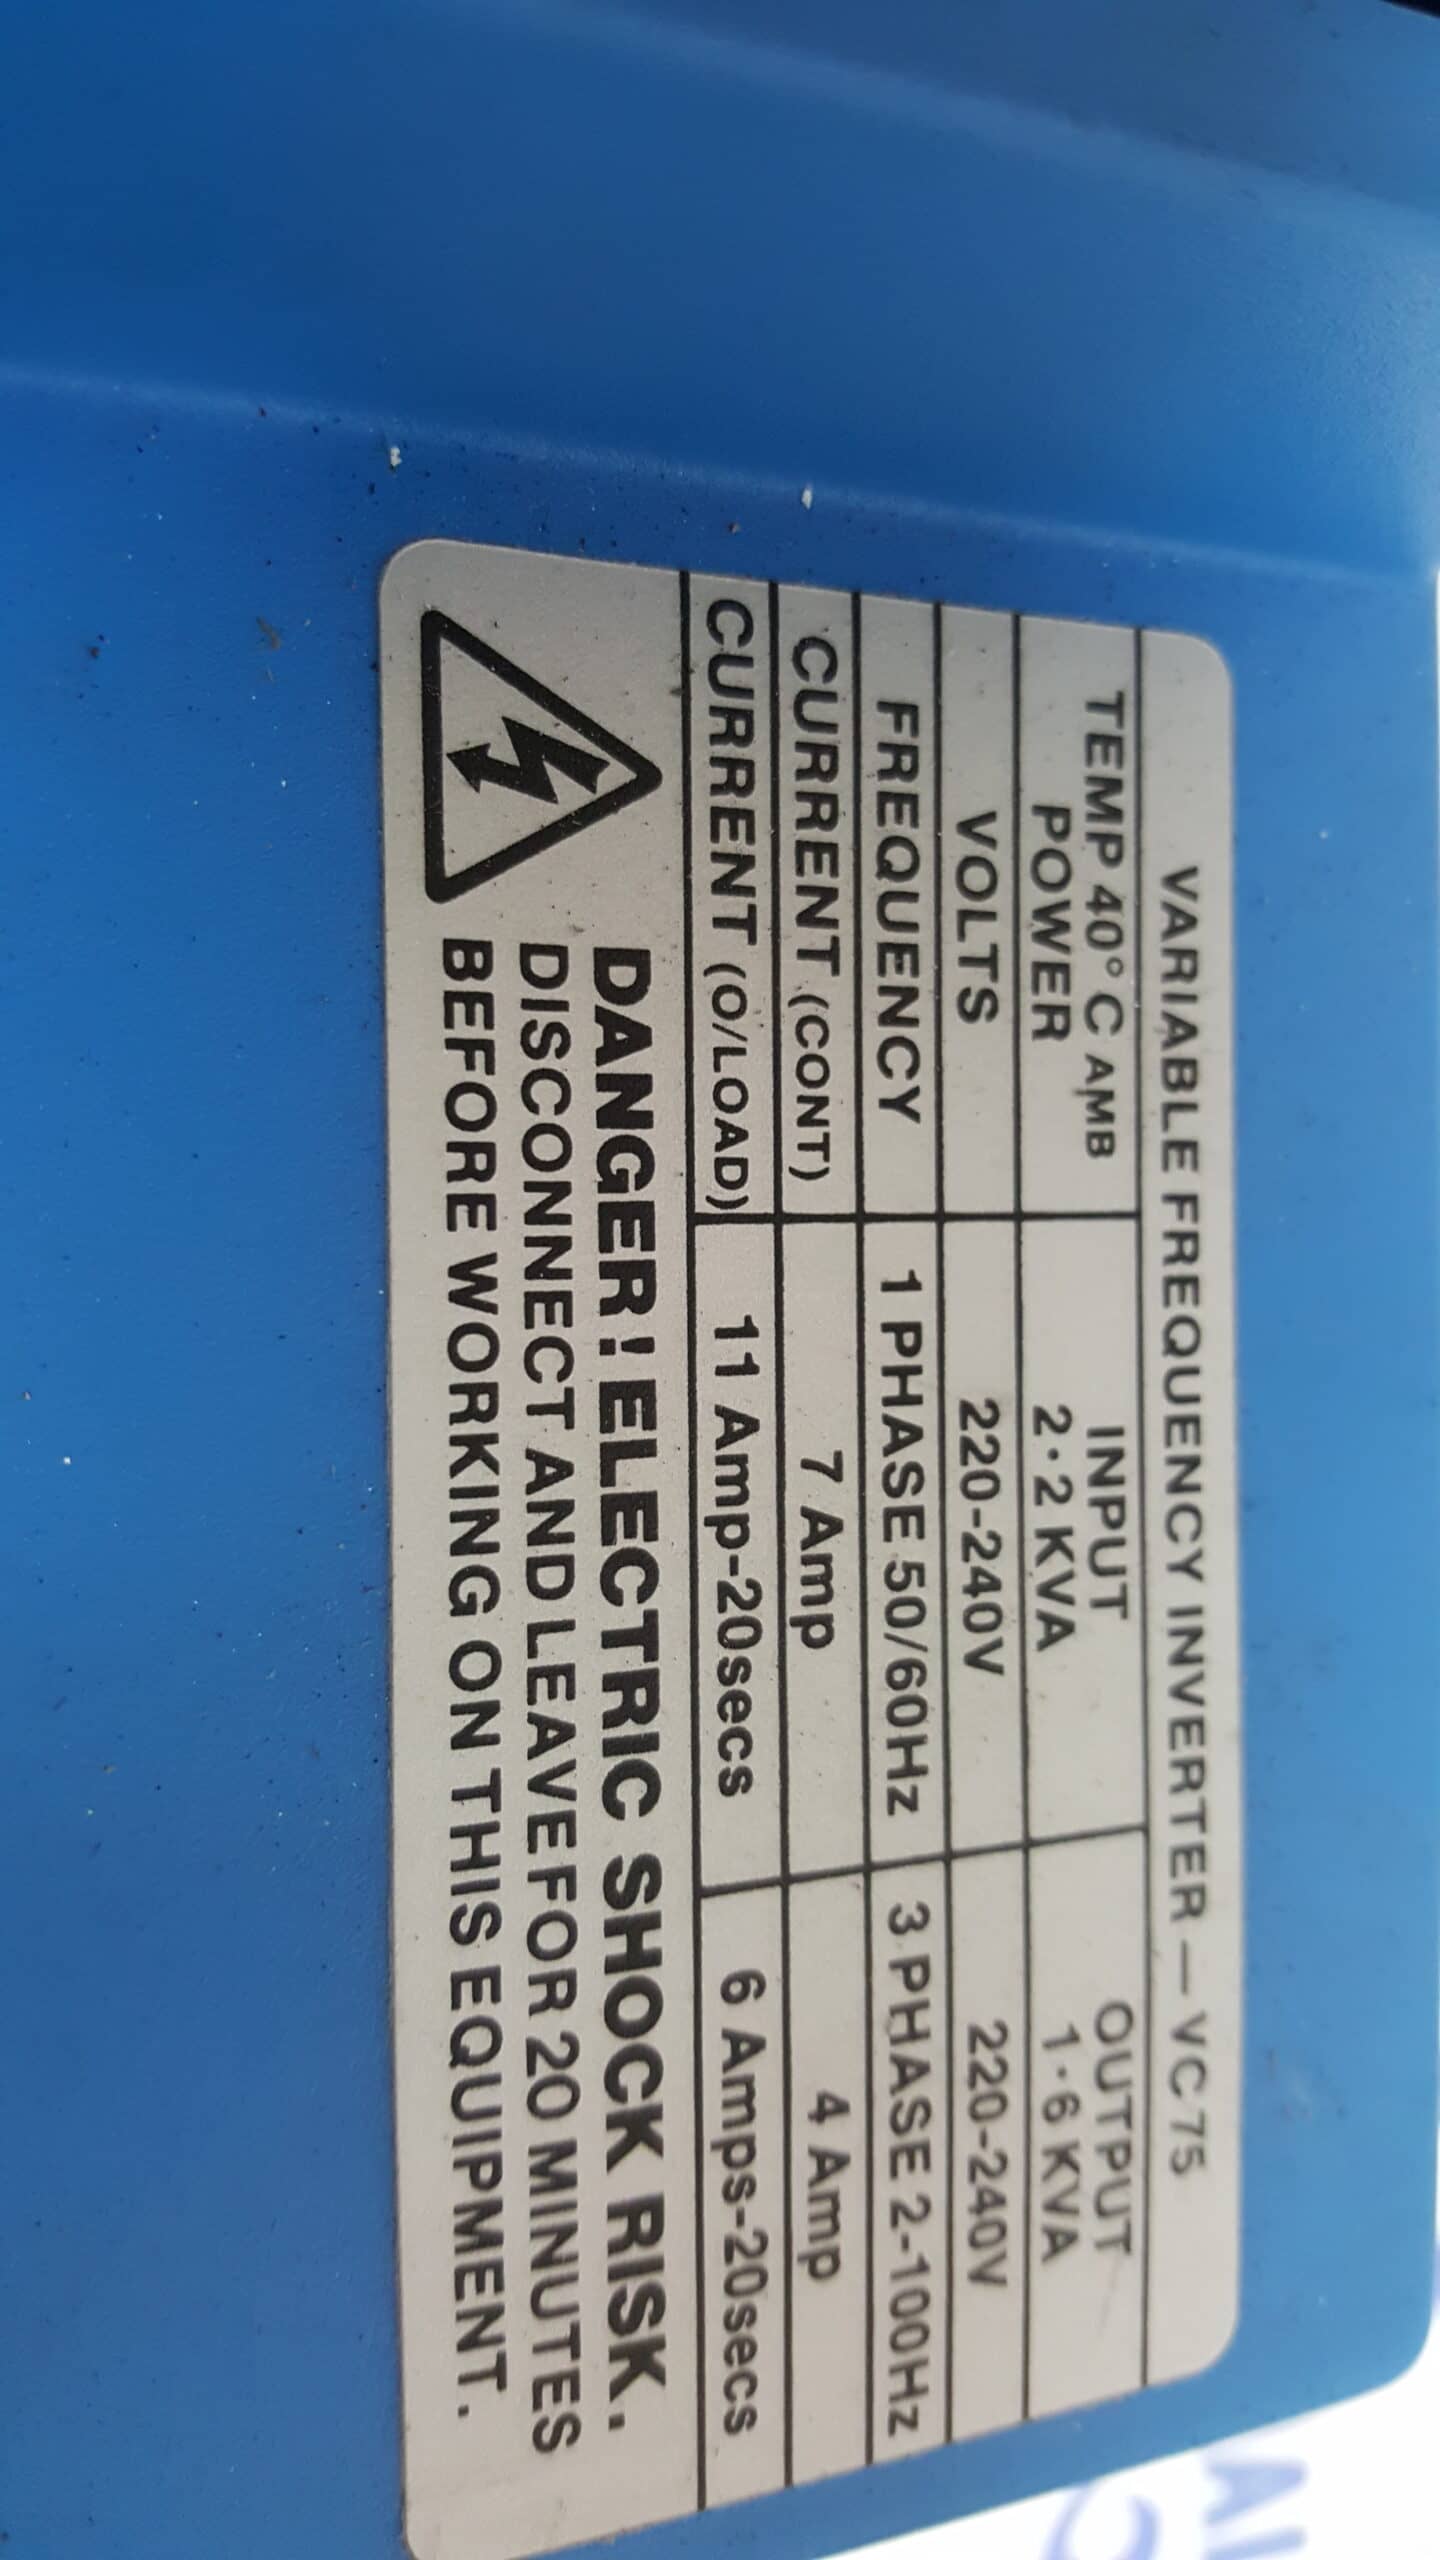 VARIABLE FREQUENCY INVERTER — VC75
TEMP 40° C AMB INPUT OUTPUT
POWER 2·2 KVA 1·6 KVA
VOLTS 220-240V 220-240V
FREQUENCY 1 PHASE 50/60Hz 3 PHASE 2-100Hz
CURRENT (CONT) 7 Amp 4 Amp
CURRENT (O/LOAD) 11 Amp-20secs 6 Amps-20secs
DANGER! ELECTRIC SHOCK RISK.
DISCONNECT AND LEAVE FOR 20 MINUTES
BEFORE WORKING ON THIS EQUIPMENT.